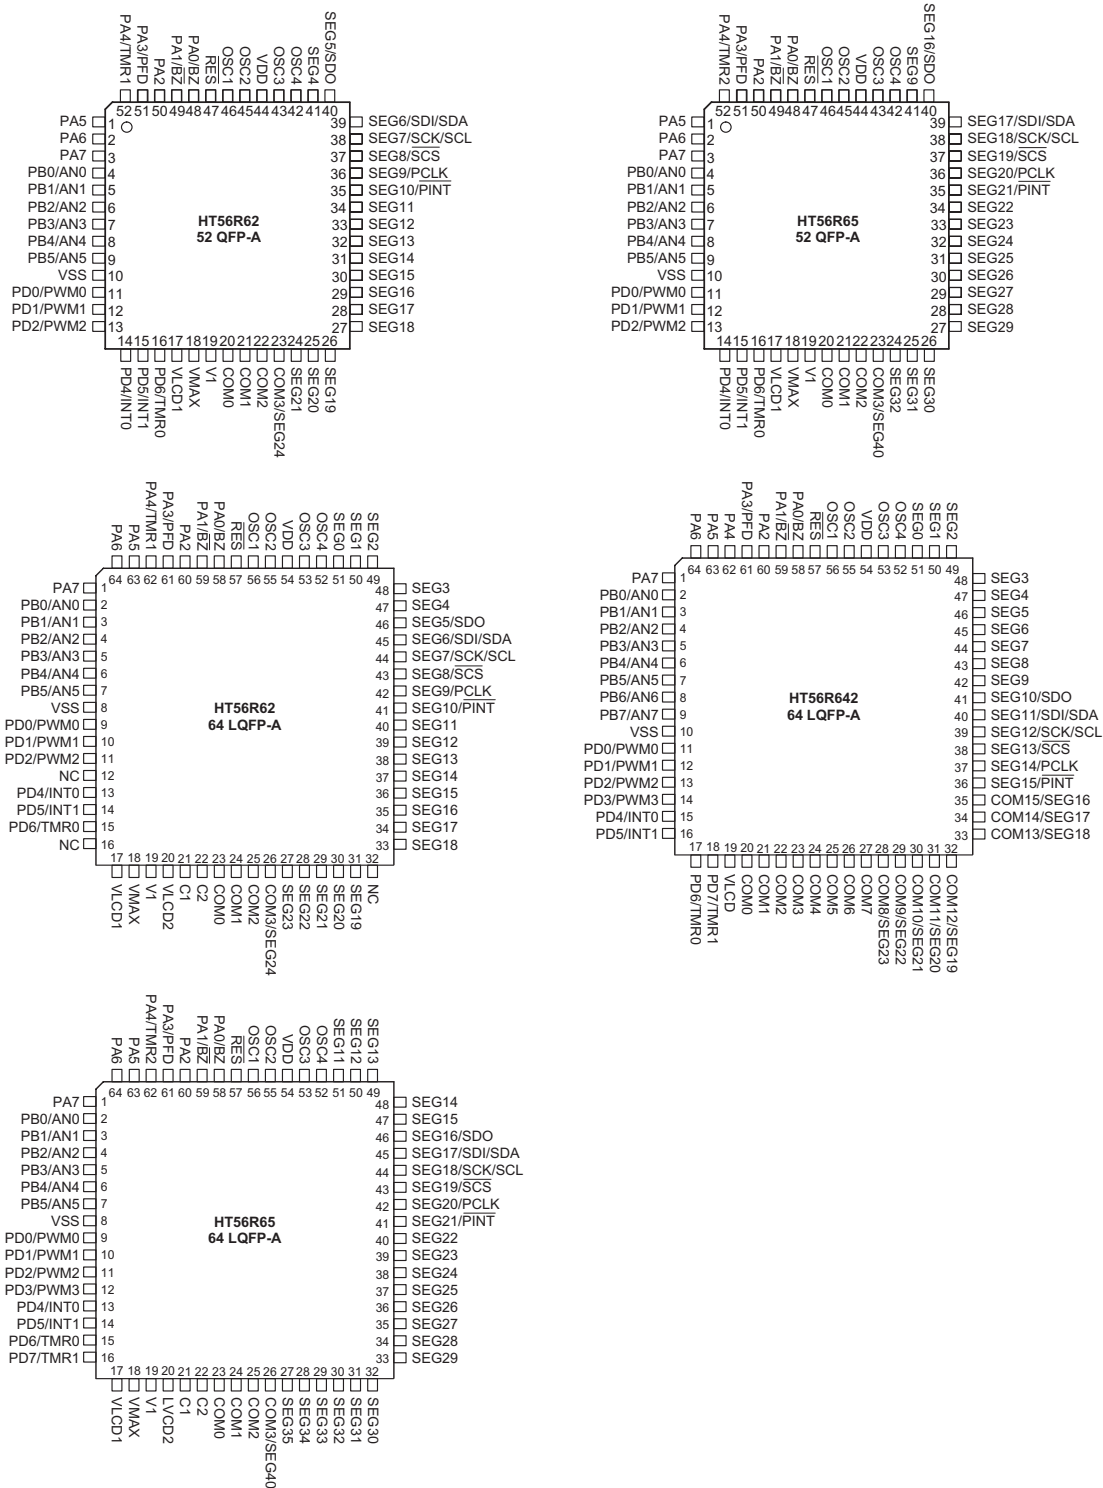 PA4/TMR1
PA3/PFD
PA2
PA1/BZ
PA0/BZ
RES
OSC1
OSC2
VDD
OSC3
OSC4
SEG4
SEG5/SDO
52 51 50 49 48 47 46 45 44 43 42 41 40
PA5 1 39 SEG6/SDI/SDA
PA6 2 38 SEG7/SCK/SCL
PA7 3 37 SEG8/SCS
PB0/AN0 4 36 SEG9/PCLK
PB1/AN1 5 35 SEG10/PINT
PB2/AN2 6 34 SEG11
PB3/AN3 7 33 SEG12
PB4/AN4 8 32 SEG13
PB5/AN5 9 31 SEG14
VSS 10 30 SEG15
PD0/PWM0 11 29 SEG16
PD1/PWM1 12 28 SEG17
PD2/PWM2 13 27 SEG18
HT56R62
52 QFP-A
14 15 16 17 18 19 20 21 22 23 24 25 26
PD4/INT0
PD5/INT1
PD6/TMR0
VLCD1
VMAX
V1
COM0
COM1
COM2
COM3/SEG24
SEG21
SEG20
SEG19
PA4/TMR2
PA3/PFD
PA2
PA1/BZ
PA0/BZ
RES
OSC1
OSC2
VDD
OSC3
OSC4
SEG9
SEG16/SDO
52 51 50 49 48 47 46 45 44 43 42 41 40
PA5 1 39 SEG17/SDI/SDA
PA6 2 38 SEG18/SCK/SCL
PA7 3 37 SEG19/SCS
PB0/AN0 4 36 SEG20/PCLK
PB1/AN1 5 35 SEG21/PINT
PB2/AN2 6 34 SEG22
PB3/AN3 7 33 SEG23
PB4/AN4 8 32 SEG24
PB5/AN5 9 31 SEG25
VSS 10 30 SEG26
PD0/PWM0 11 29 SEG27
PD1/PWM1 12 28 SEG28
PD2/PWM2 13 27 SEG29
HT56R65
52 QFP-A
14 15 16 17 18 19 20 21 22 23 24 25 26
PD4/INT0
PD5/INT1
PD6/TMR0
VLCD1
VMAX
V1
COM0
COM1
COM2
COM3/SEG40
SEG32
SEG31
SEG30
PA6
PA5
PA4/TMR1
PA3/PFD
PA2
PA1/BZ
PA0/BZ
RES
OSC1
OSC2
VDD
OSC3
OSC4
SEG0
SEG1
SEG2
64 63 62 61 60 59 58 57 56 55 54 53 52 51 50 49
PA7 1 48 SEG3
PB0/AN0 2 47 SEG4
PB1/AN1 3 46 SEG5/SDO
PB2/AN2 4 45 SEG6/SDI/SDA
PB3/AN3 5 44 SEG7/SCK/SCL
PB4/AN4 6 43 SEG8/SCS
PB5/AN5 7 42 SEG9/PCLK
VSS 8 41 SEG10/PINT
PD0/PWM0 9 40 SEG11
PD1/PWM1 10 39 SEG12
PD2/PWM2 11 38 SEG13
NC 12 37 SEG14
PD4/INT0 13 36 SEG15
PD5/INT1 14 35 SEG16
PD6/TMR0 15 34 SEG17
NC 16 33 SEG18
HT56R62
64 LQFP-A
17 18 19 20 21 22 23 24 25 26 27 28 29 30 31 32
VLCD1
VMAX
V1
VLCD2
C1
C2
COM0
COM1
COM2
COM3/SEG24
SEG23
SEG22
SEG21
SEG20
SEG19
NC
PA6
PA5
PA4
PA3/PFD
PA2
PA1/BZ
PA0/BZ
RES
OSC1
OSC2
VDD
OSC3
OSC4
SEG0
SEG1
SEG2
64 63 62 61 60 59 58 57 56 55 54 53 52 51 50 49
PA7 1 48 SEG3
PB0/AN0 2 47 SEG4
PB1/AN1 3 46 SEG5
PB2/AN2 4 45 SEG6
PB3/AN3 5 44 SEG7
PB4/AN4 6 43 SEG8
PB5/AN5 7 42 SEG9
PB6/AN6 8 41 SEG10/SDO
PB7/AN7 9 40 SEG11/SDI/SDA
VSS 10 39 SEG12/SCK/SCL
PD0/PWM0 11 38 SEG13/SCS
PD1/PWM1 12 37 SEG14/PCLK
PD2/PWM2 13 36 SEG15/PINT
PD3/PWM3 14 35 COM15/SEG16
PD4/INT0 15 34 COM14/SEG17
PD5/INT1 16 33 COM13/SEG18
HT56R642
64 LQFP-A
17 18 19 20 21 22 23 24 25 26 27 28 29 30 31 32
PD6/TMR0
PD7/TMR1
VLCD
COM0
COM1
COM2
COM3
COM4
COM5
COM6
COM7
COM8/SEG23
COM9/SEG22
COM10/SEG21
COM11/SEG20
COM12/SEG19
PA6
PA5
PA4/TMR2
PA3/PFD
PA2
PA1/BZ
PA0/BZ
RES
OSC1
OSC2
VDD
OSC3
OSC4
SEG11
SEG12
SEG13
64 63 62 61 60 59 58 57 56 55 54 53 52 51 50 49
PA7 1 48 SEG14
PB0/AN0 2 47 SEG15
PB1/AN1 3 46 SEG16/SDO
PB2/AN2 4 45 SEG17/SDI/SDA
PB3/AN3 5 44 SEG18/SCK/SCL
PB4/AN4 6 43 SEG19/SCS
PB5/AN5 7 42 SEG20/PCLK
VSS 8 41 SEG21/PINT
PD0/PWM0 9 40 SEG22
PD1/PWM1 10 39 SEG23
PD2/PWM2 11 38 SEG24
PD3/PWM3 12 37 SEG25
PD4/INT0 13 36 SEG26
PD5/INT1 14 35 SEG27
PD6/TMR0 15 34 SEG28
PD7/TMR1 16 33 SEG29
HT56R65
64 LQFP-A
17 18 19 20 21 22 23 24 25 26 27 28 29 30 31 32
VLCD1
VMAX
V1
LVCD2
C1
C2
COM0
COM1
COM2
COM3/SEG40
SEG35
SEG34
SEG33
SEG32
SEG31
SEG30